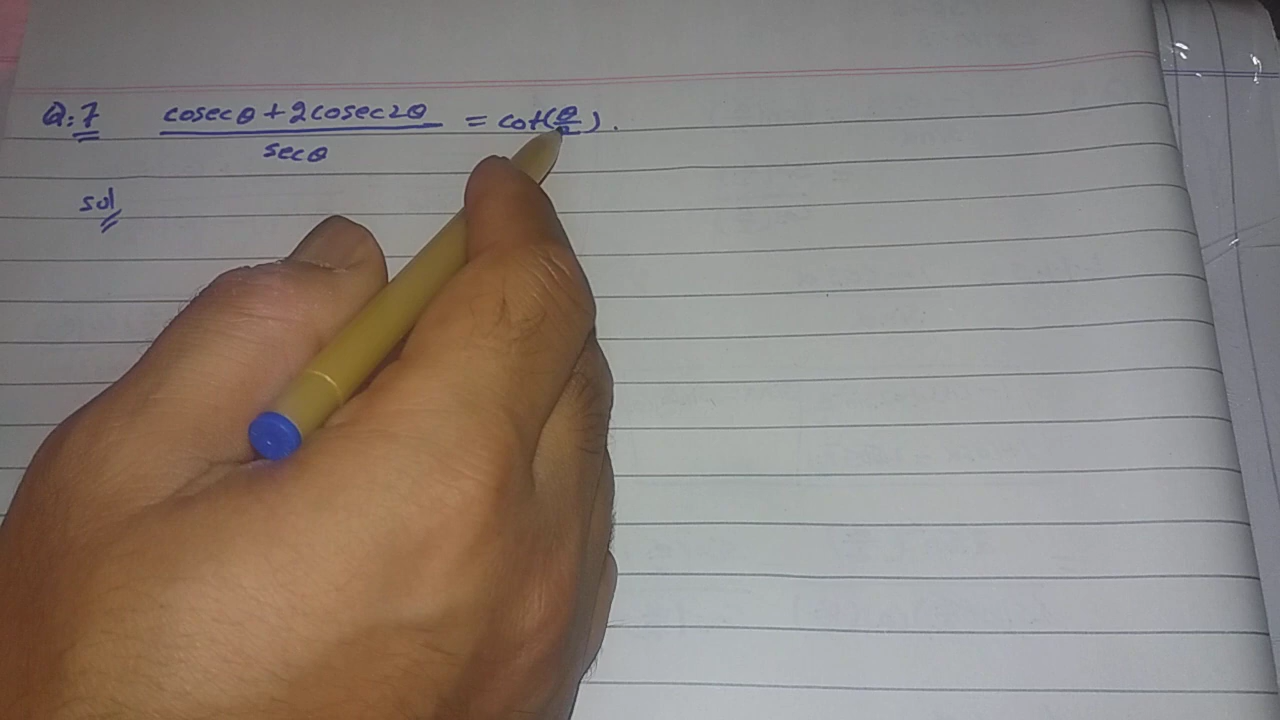 Q:7 cosecθ+2cosec2θ = cot(θ/2).
secθ
sol